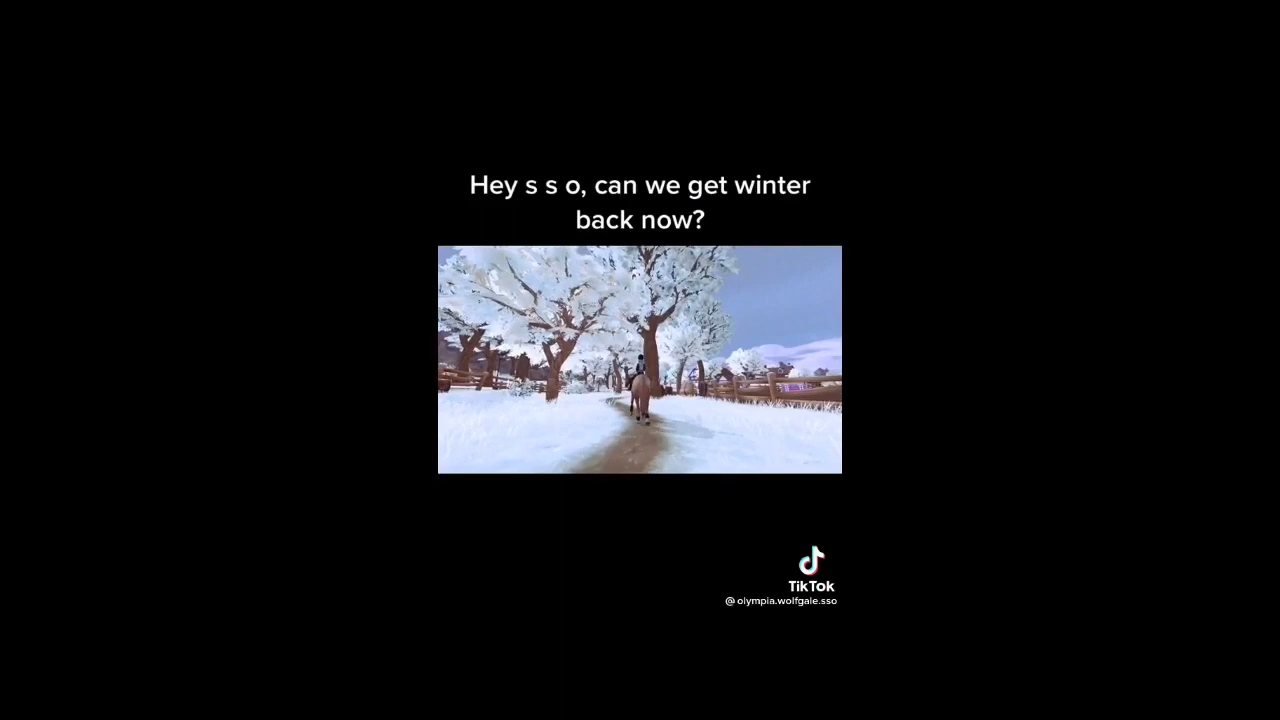 Hey s s o, can we get winter
back now?
TikTok
@ olympia.wolfgale.sso